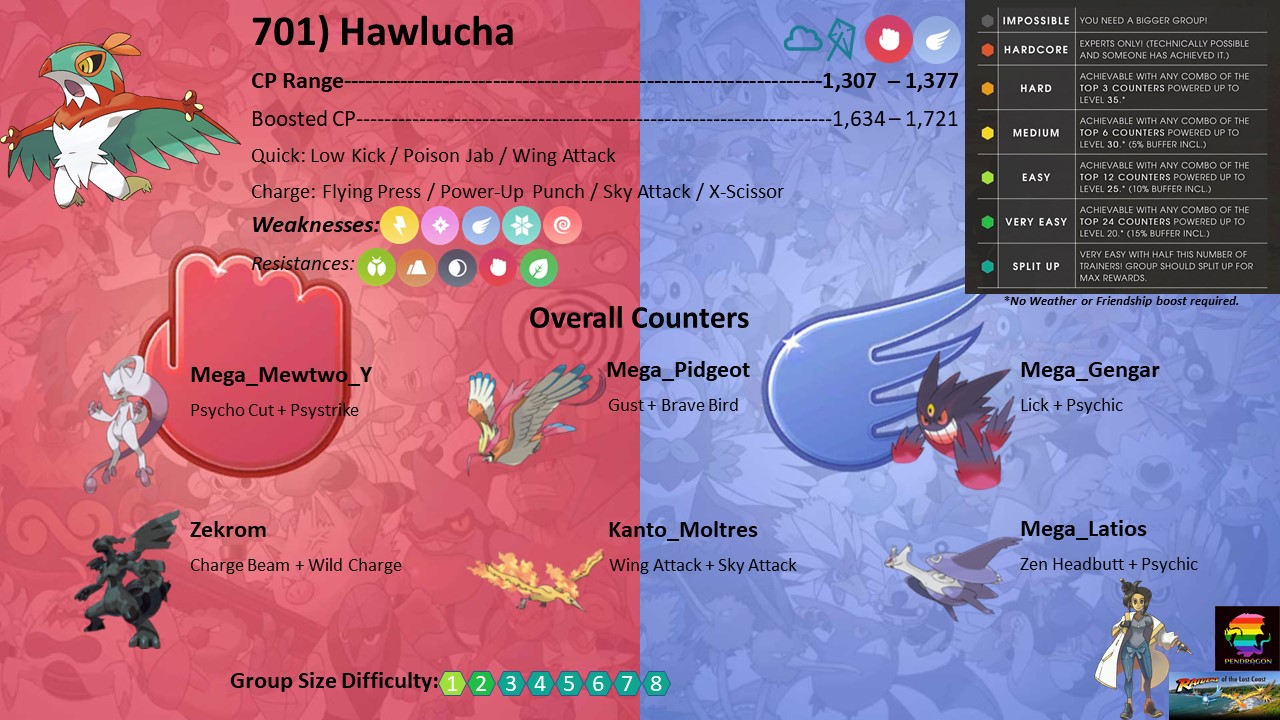 701) Hawlucha
CP Range--------------------------------------------------------------------1,307 – 1,377
Boosted CP--------------------------------------------------------------------1,634 – 1,721
Quick: Low Kick / Poison Jab / Wing Attack
Charge: Flying Press / Power-Up Punch / Sky Attack / X-Scissor
Weaknesses:
Resistances:
IMPOSSIBLE YOU NEED A BIGGER GROUP!
HARDCORE EXPERTS ONLY! (TECHNICALLY POSSIBLE
AND SOMEONE HAS ACHIEVED IT.)
HARD ACHIEVABLE WITH ANY COMBO OF THE
TOP 3 COUNTERS POWERED UP TO
LEVEL 35.*
MEDIUM ACHIEVABLE WITH ANY COMBO OF THE
TOP 6 COUNTERS POWERED UP TO
LEVEL 30.* (5% BUFFER INCL.)
EASY ACHIEVABLE WITH ANY COMBO OF THE
TOP 12 COUNTERS POWERED UP TO
LEVEL 25.* (10% BUFFER INCL.)
VERY EASY ACHIEVABLE WITH ANY COMBO OF THE
TOP 24 COUNTERS POWERED UP TO
LEVEL 20.* (15% BUFFER INCL.)
SPLIT UP VERY EASY WITH HALF THIS NUMBER OF
TRAINERS! GROUP SHOULD SPLIT UP FOR
MAX REWARDS.
*No Weather or Friendship boost required.
Overall Counters
Mega_Mewtwo_Y
Psycho Cut + Psystrike
Mega_Pidgeot
Gust + Brave Bird
Mega_Gengar
Lick + Psychic
Zekrom
Charge Beam + Wild Charge
Kanto_Moltres
Wing Attack + Sky Attack
Mega_Latios
Zen Headbutt + Psychic
Group Size Difficulty: 1 2 3 4 5 6 7 8
PENDRAGON
RAIDERS of the Lost Coast